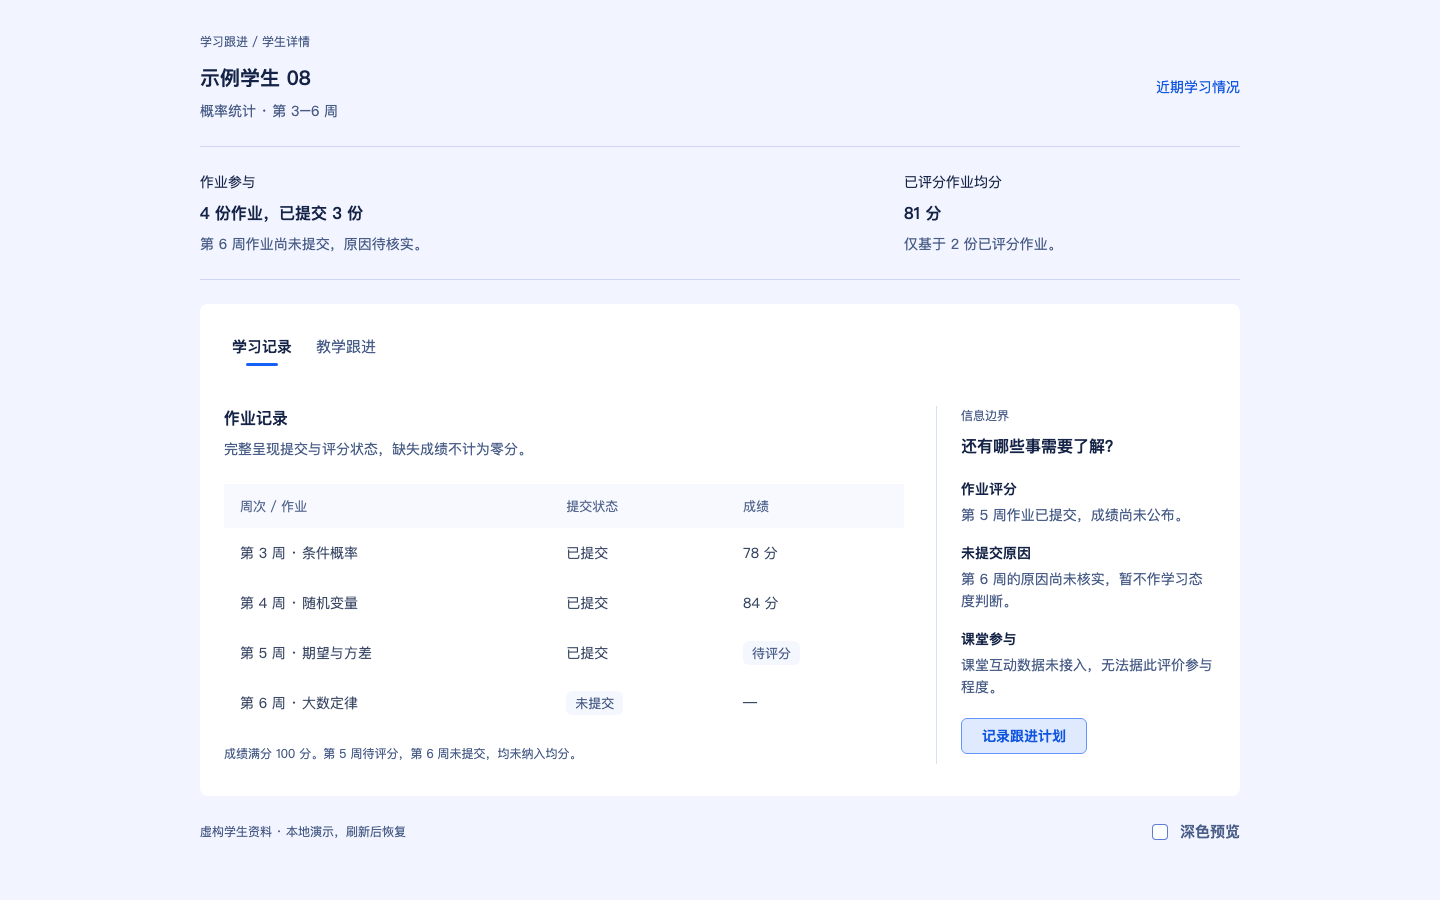 学习跟进 / 学生详情
示例学生 08
概率统计 · 第 3—6 周
近期学习情况
作业参与
4 份作业，已提交 3 份
第 6 周作业尚未提交，原因待核实。
已评分作业均分
81 分
仅基于 2 份已评分作业。
学习记录
教学跟进
作业记录
完整呈现提交与评分状态，缺失成绩不计为零分。
周次 / 作业 提交状态 成绩
第 3 周 · 条件概率 已提交 78 分
第 4 周 · 随机变量 已提交 84 分
第 5 周 · 期望与方差 已提交 待评分
第 6 周 · 大数定律 未提交 —
成绩满分 100 分。第 5 周待评分，第 6 周未提交，均未纳入均分。
信息边界
还有哪些事需要了解？
作业评分
第 5 周作业已提交，成绩尚未公布。
未提交原因
第 6 周的原因尚未核实，暂不作学习态
度判断。
课堂参与
课堂互动数据未接入，无法据此评价参与
程度。
记录跟进计划
虚构学生资料 · 本地演示，刷新后恢复
深色预览